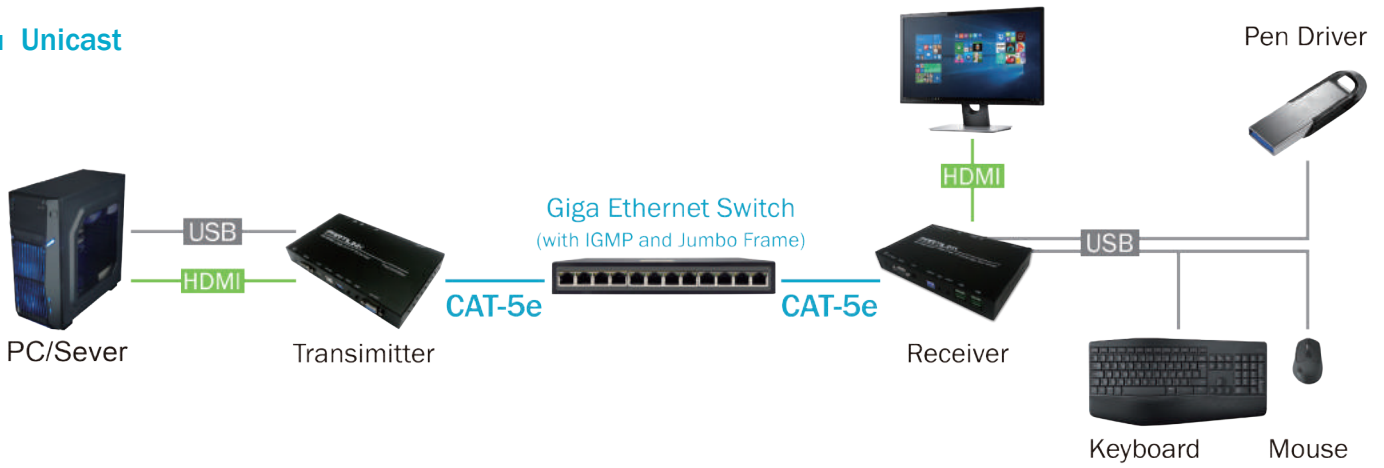 Unicast
Pen Driver
HDMI
Giga Ethernet Switch
(with IGMP and Jumbo Frame)
USB
USB
HDMI
CAT-5e
CAT-5e
PC/Sever
Transimitter
Receiver
Keyboard
Mouse